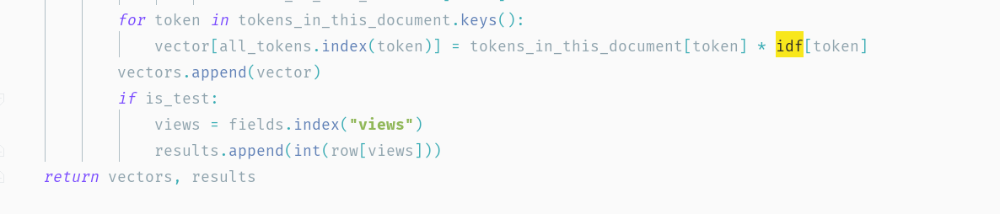 for token in tokens_in_this_document.keys():
vector[all_tokens.index(token)] = tokens_in_this_document[token] * idf[token]
vectors.append(vector)
if is_test:
views = fields.index("views")
results.append(int(row[views]))
return vectors, results